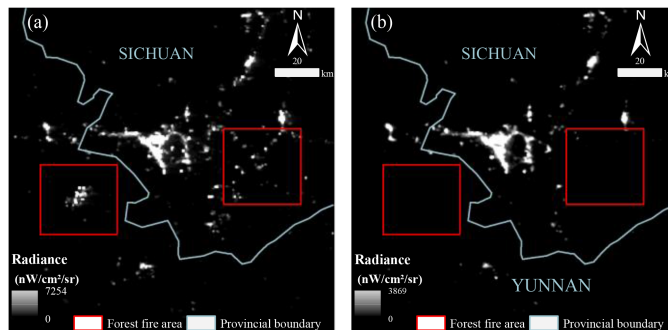 (a)
N
SICHUAN
20
km
Radiance
(nW/cm²/sr)
7254
0
Forest fire area
Provincial boundary
(b)
N
SICHUAN
20
km
Radiance
(nW/cm²/sr)
3869
0
YUNNAN
Forest fire area
Provincial boundary